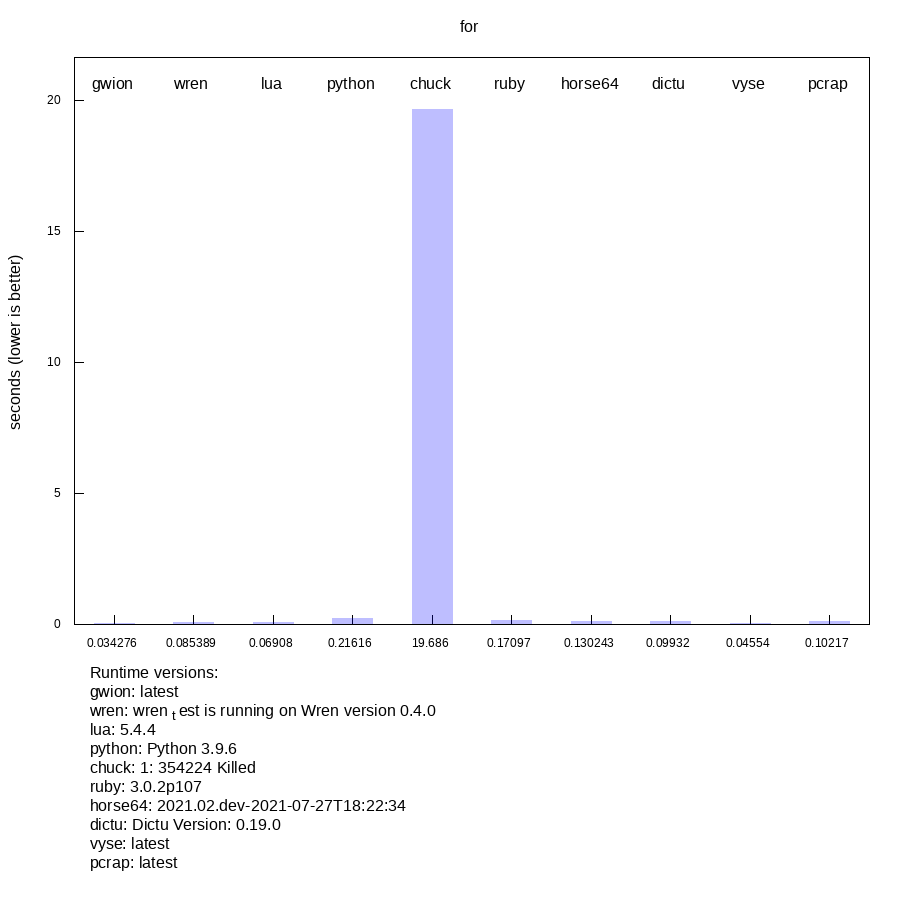 for
gwion wren lua python chuck ruby horse64 dictu vyse pcrap
20
15
10
5
0
seconds (lower is better)
0.034276 0.085389 0.06908 0.21616 19.686 0.17097 0.130243 0.09932 0.04554 0.10217
Runtime versions:
gwion: latest
wren: wren test is running on Wren version 0.4.0
lua: 5.4.4
python: Python 3.9.6
chuck: 1: 354224 Killed
ruby: 3.0.2p107
horse64: 2021.02.dev-2021-07-27T18:22:34
dictu: Dictu Version: 0.19.0
vyse: latest
pcrap: latest